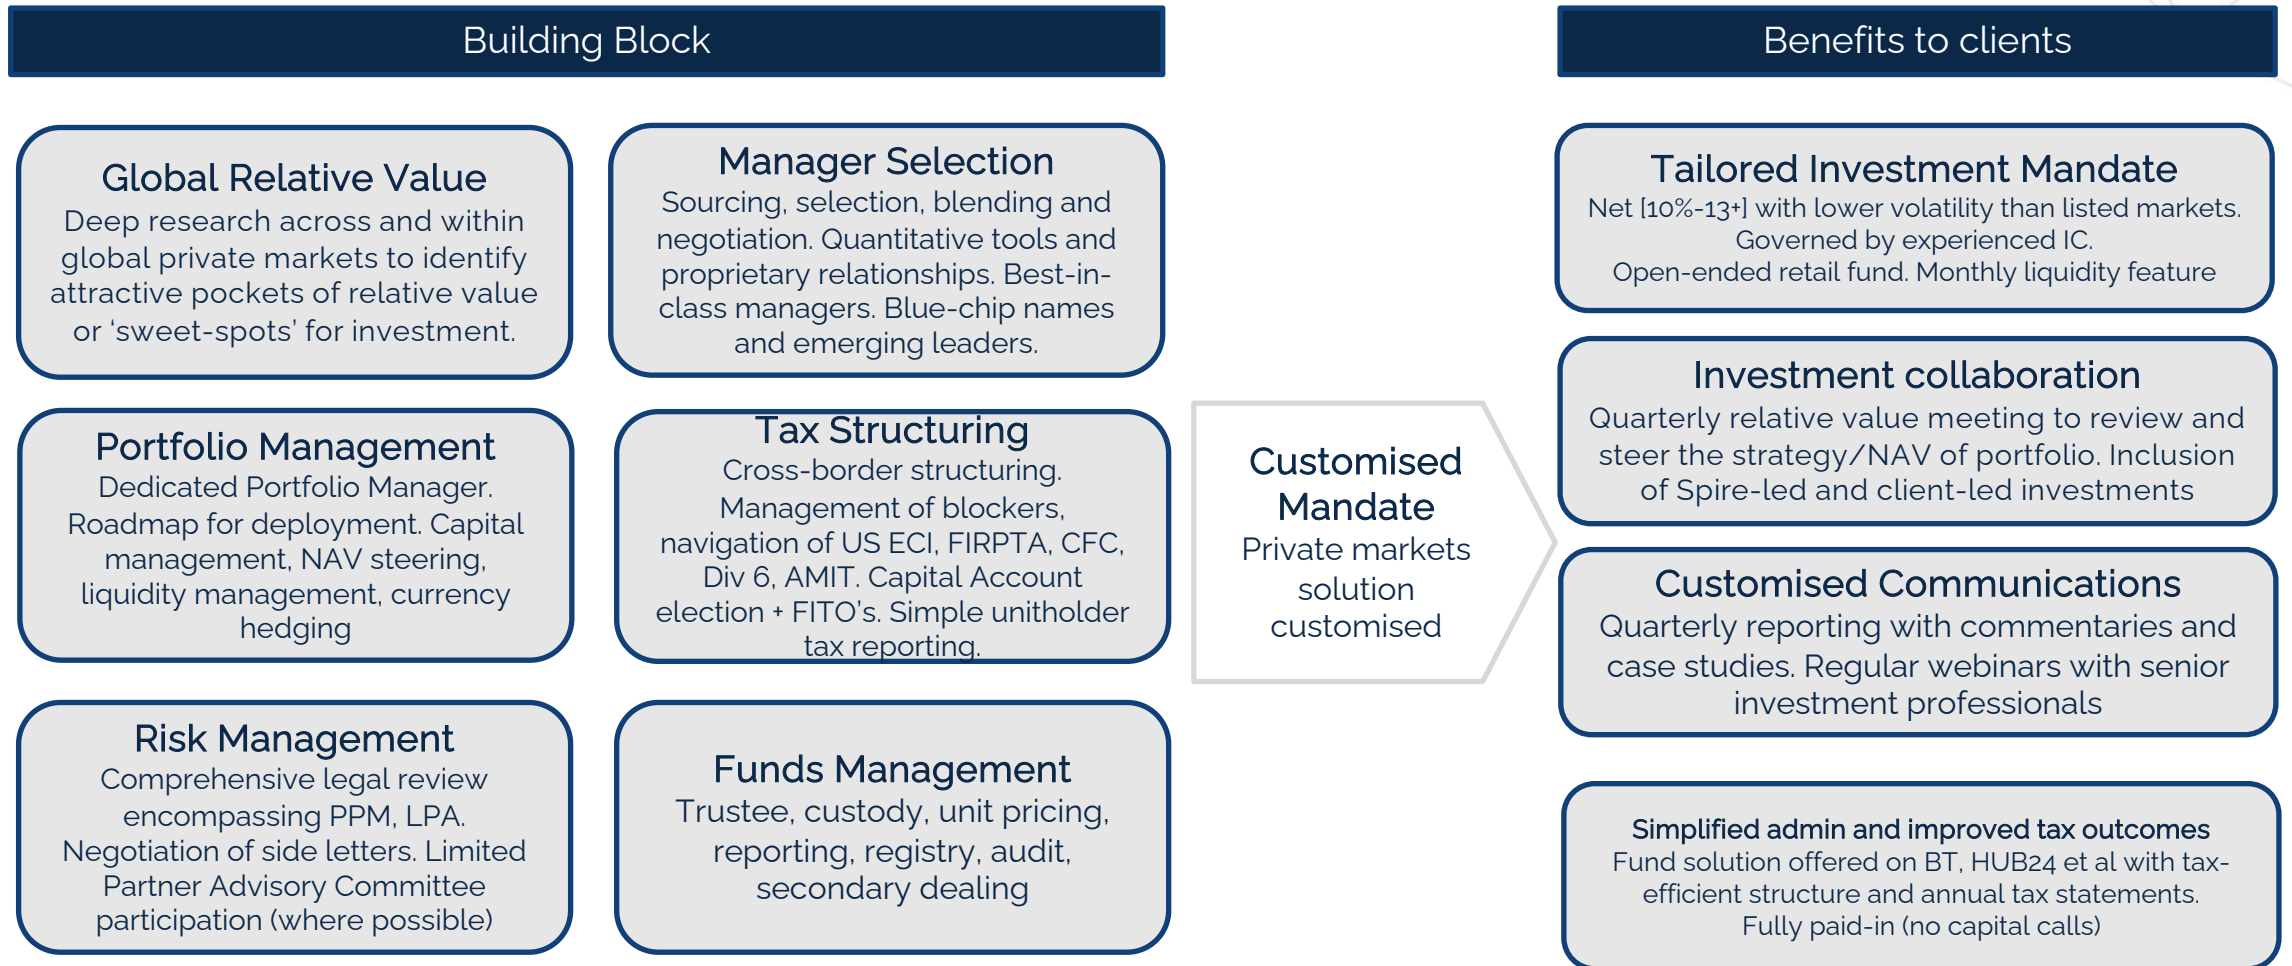 Building Block
Benefits to clients
Global Relative Value
Deep research across and within
global private markets to identify
attractive pockets of relative value
or ‘sweet-spots’ for investment.
Manager Selection
Sourcing, selection, blending and
negotiation. Quantitative tools and
proprietary relationships. Best-in-
class managers. Blue-chip names
and emerging leaders.
Portfolio Management
Dedicated Portfolio Manager.
Roadmap for deployment. Capital
management, NAV steering,
liquidity management, currency
hedging
Tax Structuring
Cross-border structuring.
Management of blockers,
navigation of US ECI, FIRPTA, CFC,
Div 6, AMIT. Capital Account
election + FITO’s. Simple unitholder
tax reporting.
Risk Management
Comprehensive legal review
encompassing PPM, LPA.
Negotiation of side letters. Limited
Partner Advisory Committee
participation (where possible)
Funds Management
Trustee, custody, unit pricing,
reporting, registry, audit,
secondary dealing
Customised
Mandate
Private markets
solution
customised
Tailored Investment Mandate
Net [10%-13+] with lower volatility than listed markets.
Governed by experienced IC.
Open-ended retail fund. Monthly liquidity feature
Investment collaboration
Quarterly relative value meeting to review and
steer the strategy/NAV of portfolio. Inclusion
of Spire-led and client-led investments
Customised Communications
Quarterly reporting with commentaries and
case studies. Regular webinars with senior
investment professionals
Simplified admin and improved tax outcomes
Fund solution offered on BT, HUB24 et al with tax-
efficient structure and annual tax statements.
Fully paid-in (no capital calls)